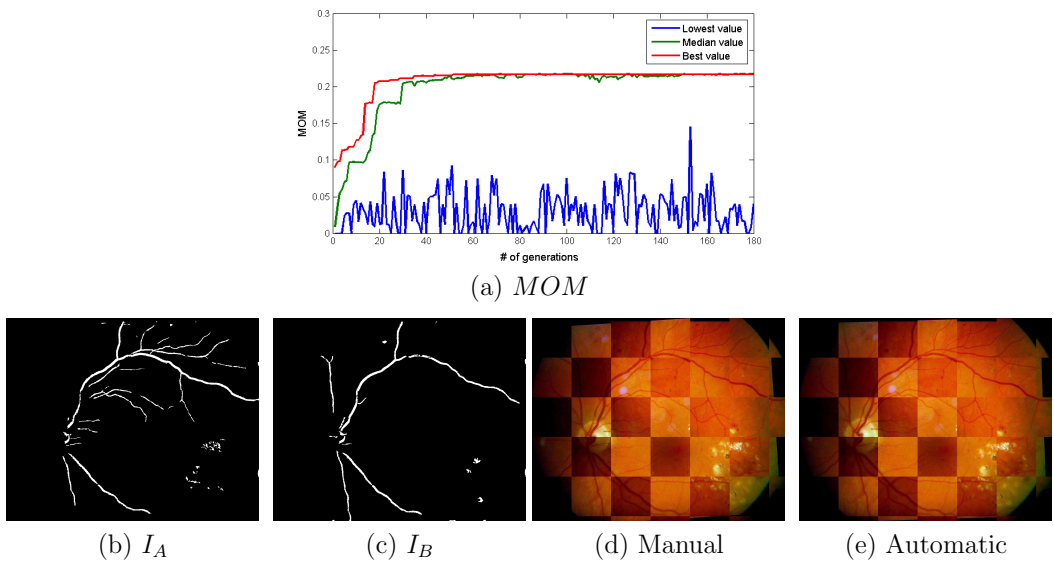 0.3
0.25
0.2
0.15
0.1
0.05
0
MOM
Lowest value
Median value
Best value
0 20 40 60 80 100 120 140 160 180
# of generations
(a) MOM
(b) I_A
(c) I_B
(d) Manual
(e) Automatic